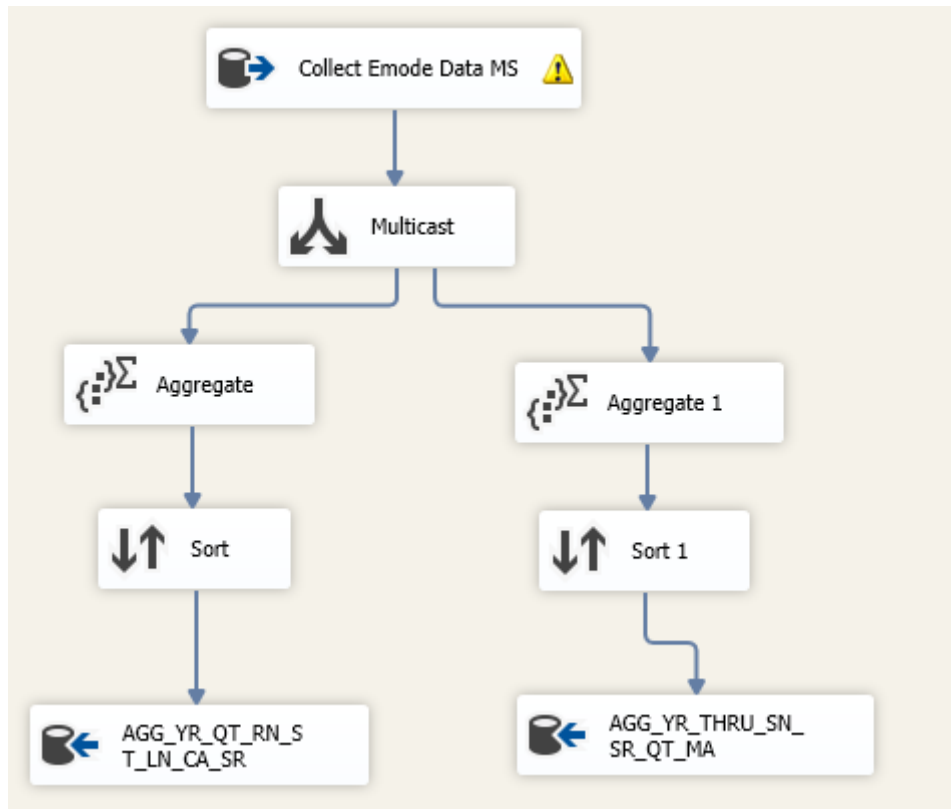 Collect Emode Data MS
Multicast
Aggregate
Aggregate 1
Sort
Sort 1
AGG_YR_QT_RN_S
T_LN_CA_SR
AGG_YR_THRU_SN_
SR_QT_MA